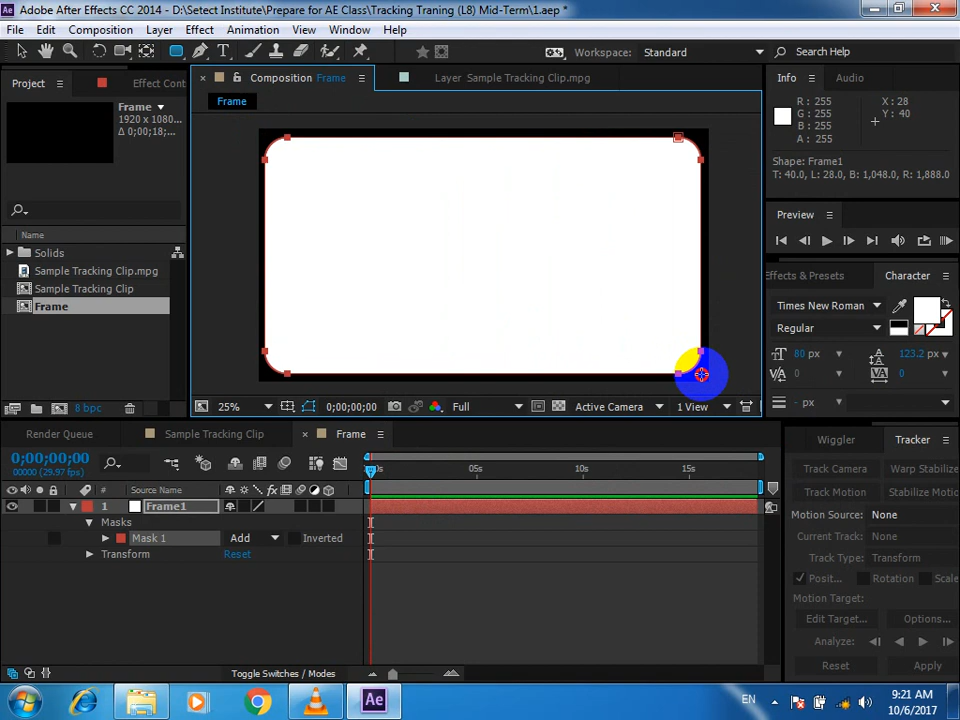 Adobe After Effects CC 2014 - D:\Setect Institute\Prepare for AE Class\Tracking Traning (L8) Mid-Term\1.aep *
File Edit Composition Layer Effect Animation View Window Help
Workspace: Standard Search Help
Project Effect Cont
Composition Frame Layer Sample Tracking Clip.mpg
Info Audio
Frame
Frame
1920 x 1080...
Δ 0;00;18;...
R : 255
G : 255
B : 255
A : 255
X : 28
Y : 40
Shape: Frame1
T: 40.0, L: 28.0, B: 1,048.0, R: 1,888.0
Preview
Name
Solids
Sample Tracking Clip.mpg
Sample Tracking Clip
Frame
Effects & Presets Character
Times New Roman
Regular
80 px 123.2 px
0 0
- px
8 bpc
25% 0;00;00;00 Full Active Camera 1 View
Render Queue Sample Tracking Clip Frame
0;00;00;00
00000 (29.97 fps)
00s 05s 10s 15s
# Source Name
1 Frame1
Masks
Mask 1 Add Inverted
Transform Reset
Wiggler Tracker
Track Camera Warp Stabilize
Track Motion Stabilize Motion
Motion Source: None
Current Track: None
Track Type: Transform
Posit... Rotation Scale
Motion Target:
Edit Target... Options...
Analyze:
Reset Apply
Toggle Switches / Modes
Ae
EN
9:21 AM
10/6/2017